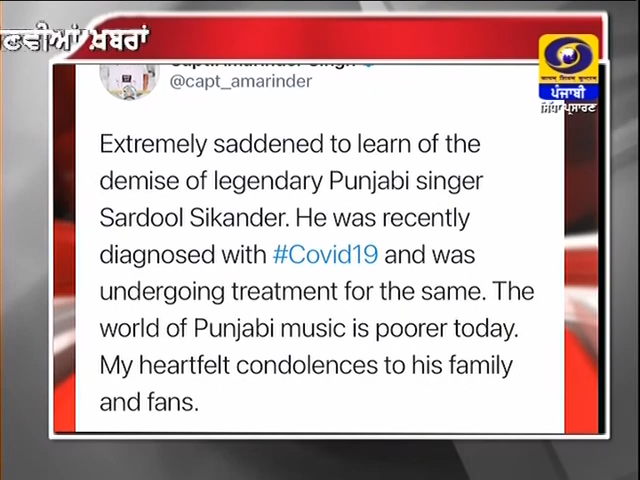 ਖ਼ਬਰਾਂ
@capt_amarinder
Extremely saddened to learn of the
demise of legendary Punjabi singer
Sardool Sikander. He was recently
diagnosed with #Covid19 and was
undergoing treatment for the same. The
world of Punjabi music is poorer today.
My heartfelt condolences to his family
and fans.
ਪੰਜਾਬੀ
ਸਿੱਧਾ ਪ੍ਰਸਾਰਣ